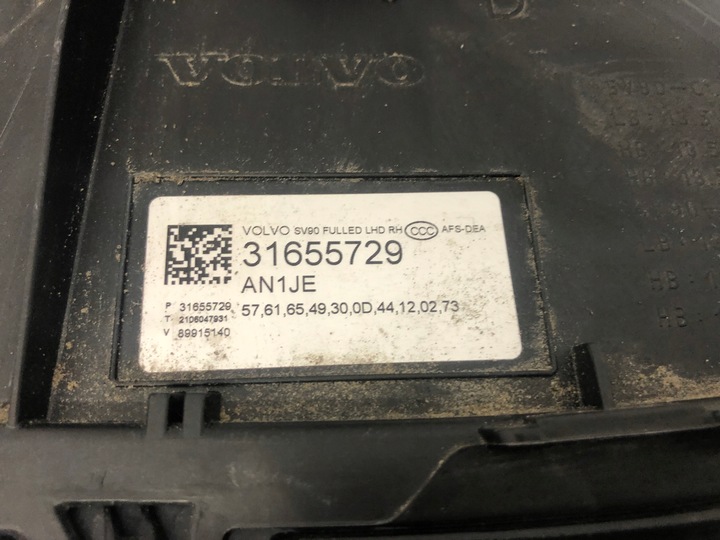 VOLVO
VOLVO SV90 FULLED LHD RH CCC AFS-DEA
31655729
AN1JE
57,61,65,49,30,0D,44,12,02,73
P 31655729
T 2106047931
V 89915140